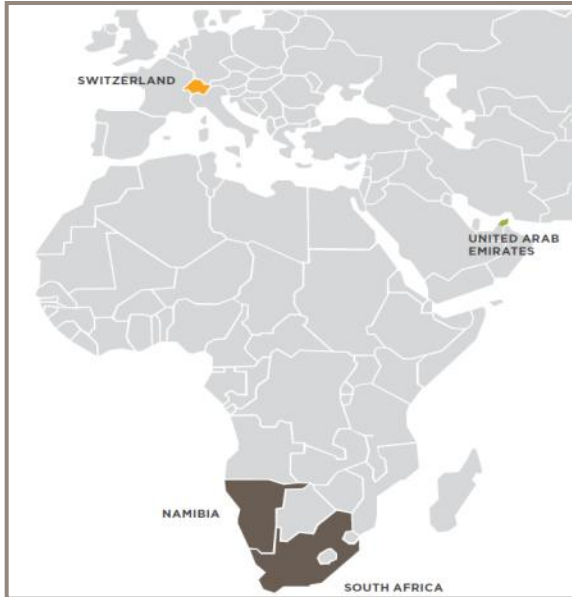 SWITZERLAND
UNITED ARAB
EMIRATES
NAMIBIA
SOUTH AFRICA